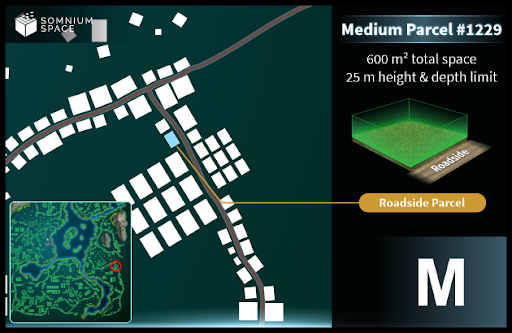 SOMNIUM
SPACE
Medium Parcel #1229
600 m² total space
25 m height & depth limit
Roadside
Roadside Parcel
M